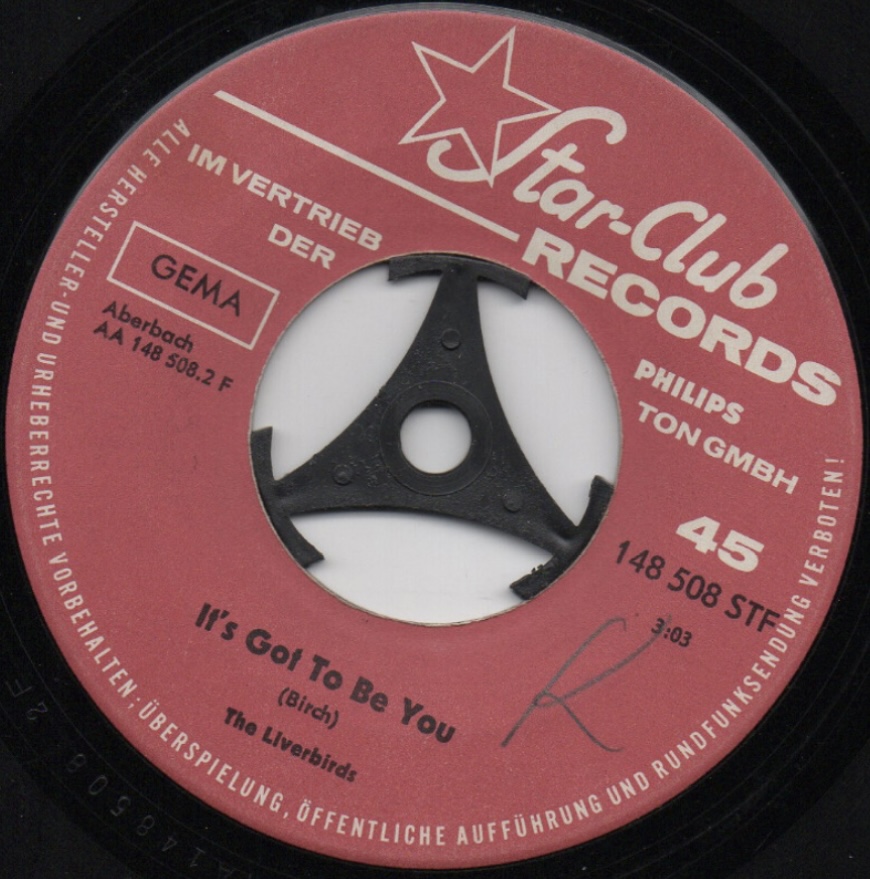 Star-Club
RECORDS
IM VERTRIEB
DER
PHILIPS
TON GMBH
GEMA
Aberbach
AA 148 508.2 F
45
148 508 STF
3:03
It's Got To Be You
(Birch)
The Liverbirds
K
ALLE HERSTELLER- UND URHEBERRECHTE VORBEHALTEN; ÜBERSPIELUNG, ÖFFENTLICHE AUFFÜHRUNG UND RUNDFUNKSENDUNG VERBOTEN!
148508 2F